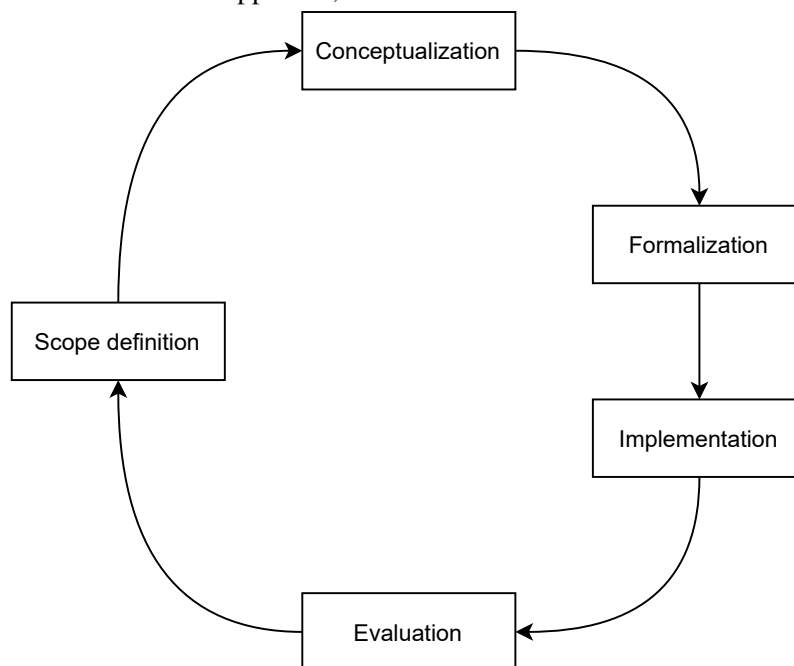 Conceptualization
Formalization
Scope definition
Implementation
Evaluation